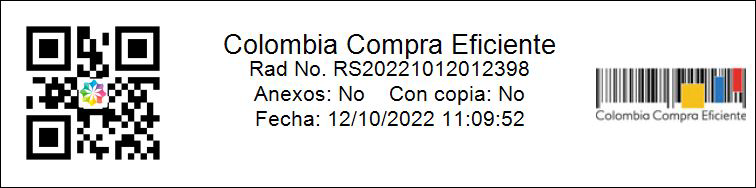 Colombia Compra Eficiente
Rad No. RS20221012012398
Anexos: No    Con copia: No
Fecha: 12/10/2022 11:09:52
Colombia Compra Eficiente